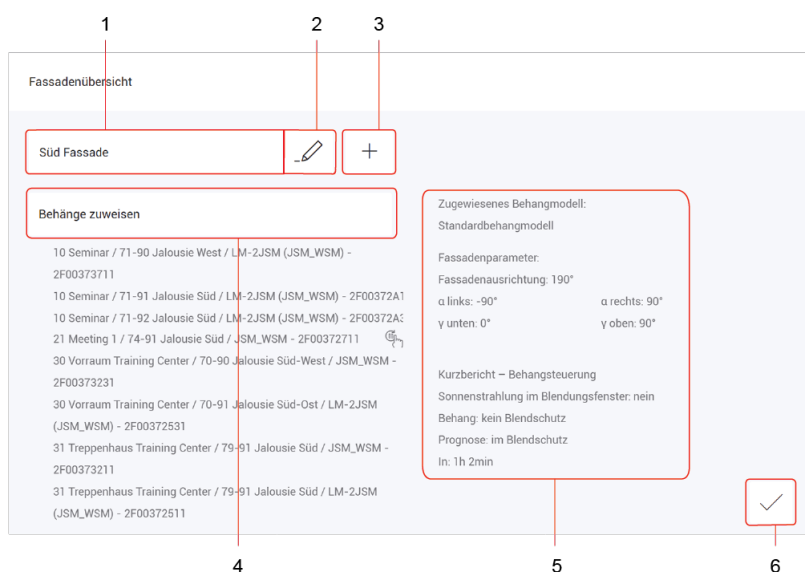 1 2 3
Fassadenübersicht
Süd Fassade
Behänge zuweisen
10 Seminar / 71-90 Jalousie West / LM-2JSM (JSM_WSM) -
2F00373711
10 Seminar / 71-91 Jalousie Süd / LM-2JSM (JSM_WSM) - 2F00372A1
10 Seminar / 71-92 Jalousie Süd / LM-2JSM (JSM_WSM) - 2F00372A3
21 Meeting 1 / 74-91 Jalousie Süd / JSM_WSM - 2F00372711
30 Vorraum Training Center / 70-90 Jalousie Süd-West / JSM_WSM -
2F00373231
30 Vorraum Training Center / 70-91 Jalousie Süd-Ost / LM-2JSM
(JSM_WSM) - 2F00372531
31 Treppenhaus Training Center / 79-91 Jalousie Süd / JSM_WSM -
2F00373211
31 Treppenhaus Training Center / 79-91 Jalousie Süd / LM-2JSM
(JSM_WSM) - 2F00372511
Zugewiesenes Behangmodell:
Standardbehangmodell
Fassadenparameter:
Fassadenausrichtung: 190°
α links: -90° α rechts: 90°
γ unten: 0° γ oben: 90°
Kurzbericht – Behangsteuerung
Sonnenstrahlung im Blendungsfenster: nein
Behang: kein Blendschutz
Prognose: im Blendschutz
In: 1h 2min
4 5 6